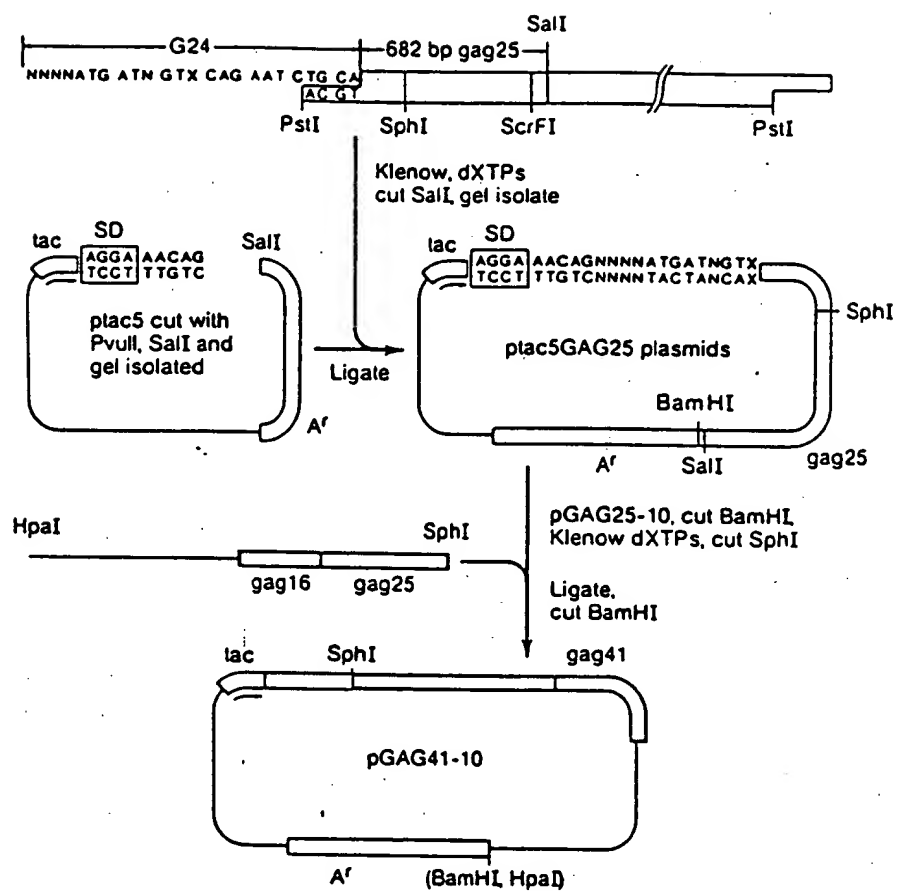 SalI
G24
682 bp gag25
NNNNATG ATN GTX CAG AAT CTG CA
ACGT
PstI
SphI
ScrFI
PstI
Klenow, dXTPs
cut SalI, gel isolate
tac
SD
AGGA AACAG
TCCT TTGTC
SalI
ptac5 cut with
PvuII, SalI and
gel isolated
Aʳ
Ligate
tac
SD
AGGA AACAGNNNNATGATNGTX
TCCT TTGTCNNNNTACTANCAX
SphI
ptac5GAG25 plasmids
BamHI
Aʳ
SalI
gag25
pGAG25-10, cut BamHI,
Klenow dXTPs, cut SphI
HpaI
SphI
gag16
gag25
Ligate,
cut BamHI
tac
SphI
gag41
pGAG41-10
Aʳ
(BamHI, HpaI)